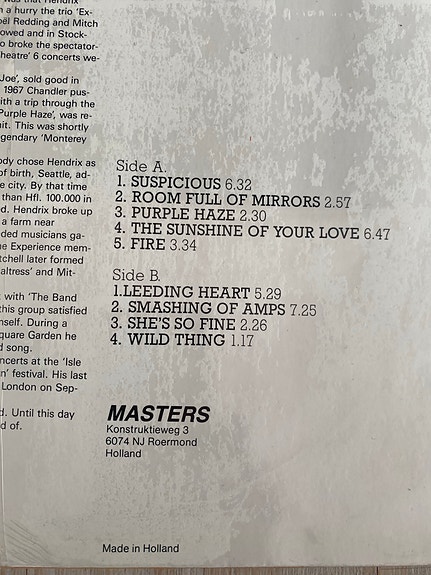 was that Hendrix
n a hurry the trio 'Ex-
oël Redding and Mitch
owed and in Stock-
o broke the spectator-
heatre' 6 concerts we-
Joe', sold good in
1967 Chandler pus-
ith a trip through the
Purple Haze', was re-
it. This was shortly
gendary 'Monterey
ody chose Hendrix as
of birth, Seattle, ad-
e city. By that time
than Hfl. 100.000 in
d. Hendrix broke up
a farm near
ded musicians ga-
e Experience mem-
tchell later formed
altress' and Mit-
with 'The Band
this group satisfied
nself. During a
quare Garden he
d song.
ncerts at the 'Isle
n' festival. His last
London on Sep-
d. Until this day
d of.
Side A.
1. SUSPICIOUS 6.32
2. ROOM FULL OF MIRRORS 2.57
3. PURPLE HAZE 2.30
4. THE SUNSHINE OF YOUR LOVE 6.47
5. FIRE 3.34
Side B.
1.LEEDING HEART 5.29
2. SMASHING OF AMPS 7.25
3. SHE'S SO FINE 2.26
4. WILD THING 1.17
MASTERS
Konstruktieweg 3
6074 NJ Roermond
Holland
Made in Holland